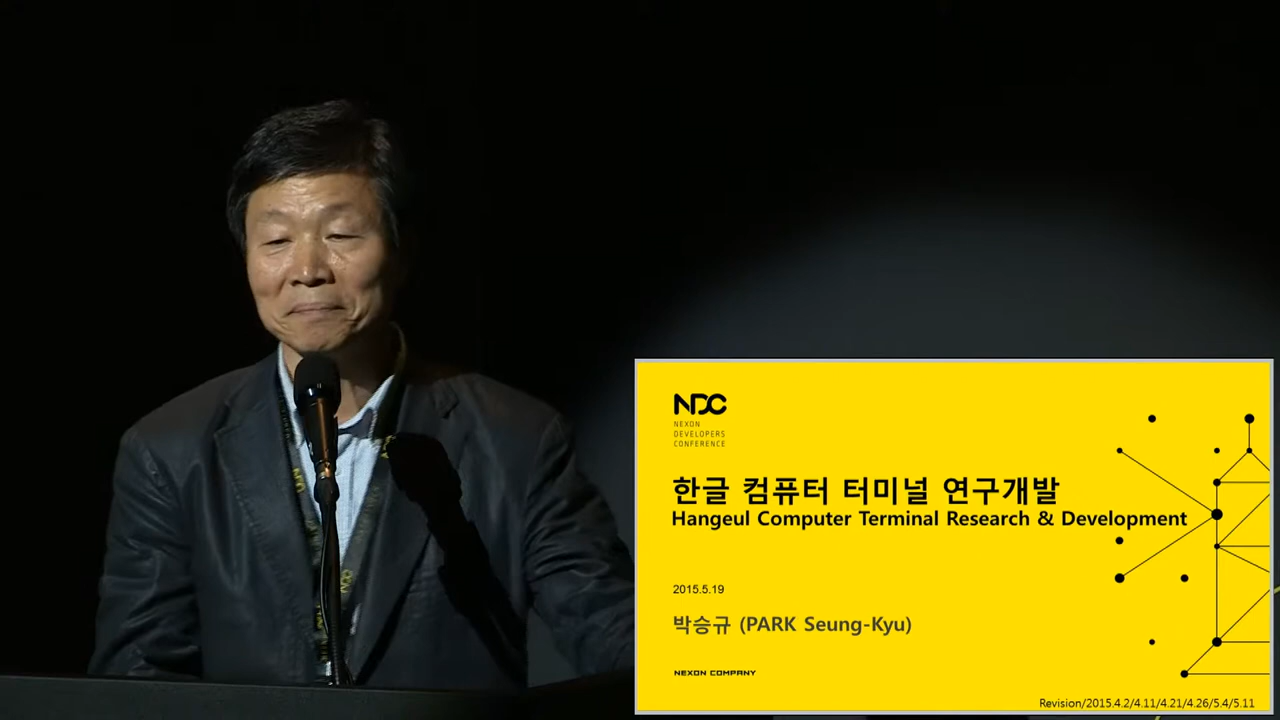 NDC
NEXON
DEVELOPERS
CONFERENCE
한글 컴퓨터 터미널 연구개발
Hangeul Computer Terminal Research & Development
2015.5.19
박승규 (PARK Seung-Kyu)
NEXON COMPANY
Revision/2015.4.2/4.11/4.21/4.26/5.4/5.11